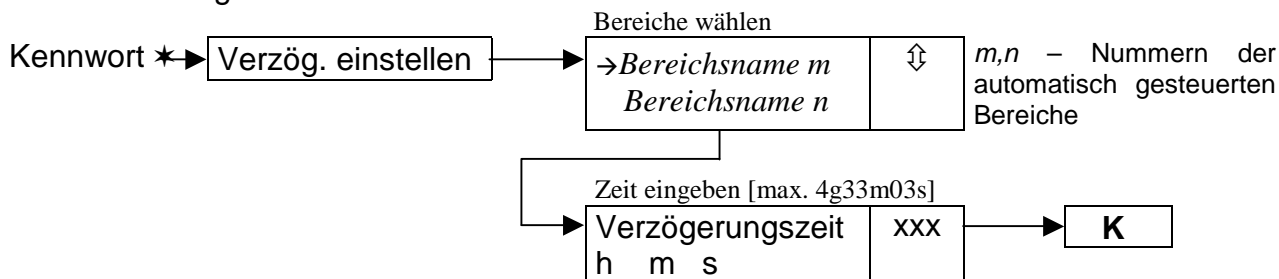 Bereiche wählen
Kennwort ✶ Verzög. einstellen
→Bereichsname m ⇳
Bereichsname n
m,n – Nummern der
automatisch gesteuerten
Bereiche
Zeit eingeben [max. 4g33m03s]
Verzögerungszeit xxx
h m s
K